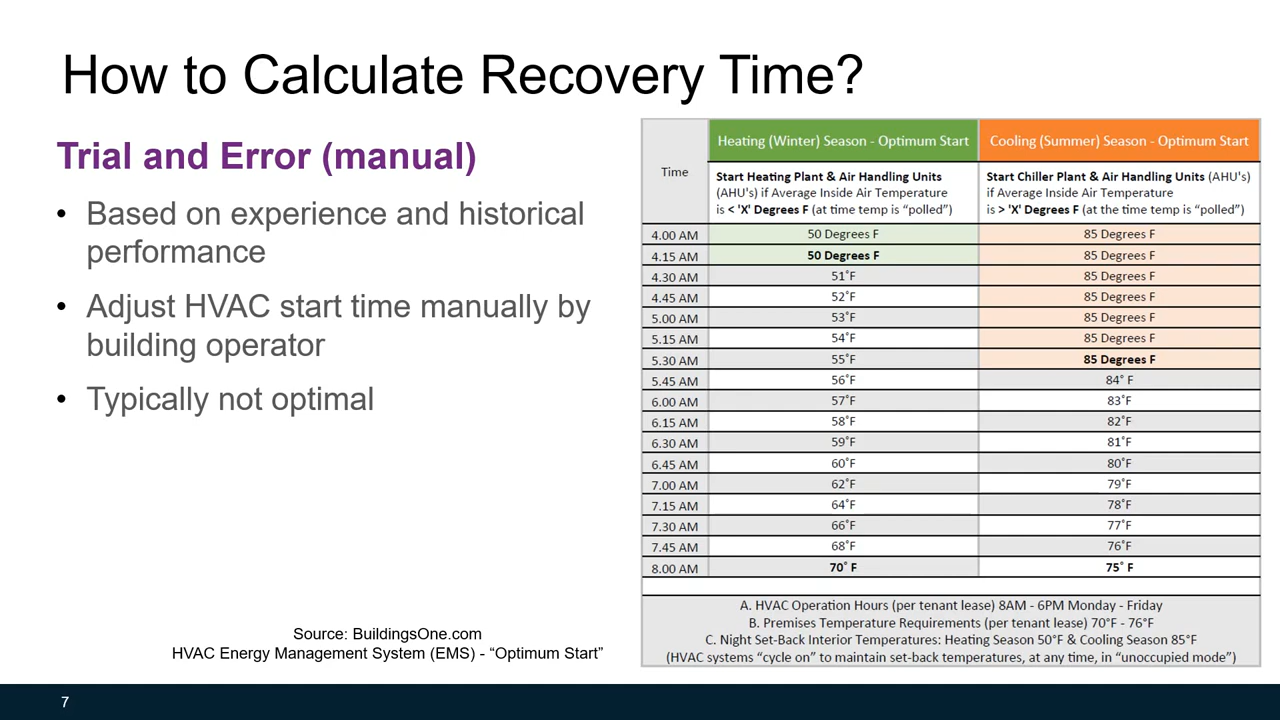 How to Calculate Recovery Time?
Trial and Error (manual)
• Based on experience and historical
performance
• Adjust HVAC start time manually by
building operator
• Typically not optimal
Source: BuildingsOne.com
HVAC Energy Management System (EMS) - “Optimum Start”
Time
Heating (Winter) Season - Optimum Start
Cooling (Summer) Season - Optimum Start
Start Heating Plant & Air Handling Units
(AHU's) if Average Inside Air Temperature
is < 'X' Degrees F (at time temp is “polled”)
Start Chiller Plant & Air Handling Units (AHU's)
if Average Inside Air Temperature
is > 'X' Degrees F (at the time temp is “polled”)
4.00 AM 50 Degrees F 85 Degrees F
4.15 AM 50 Degrees F 85 Degrees F
4.30 AM 51˚F 85 Degrees F
4.45 AM 52˚F 85 Degrees F
5.00 AM 53˚F 85 Degrees F
5.15 AM 54˚F 85 Degrees F
5.30 AM 55˚F 85 Degrees F
5.45 AM 56˚F 84˚ F
6.00 AM 57˚F 83˚F
6.15 AM 58˚F 82˚F
6.30 AM 59˚F 81˚F
6.45 AM 60˚F 80˚F
7.00 AM 62˚F 79˚F
7.15 AM 64˚F 78˚F
7.30 AM 66˚F 77˚F
7.45 AM 68˚F 76˚F
8.00 AM 70˚ F 75˚ F
A. HVAC Operation Hours (per tenant lease) 8AM - 6PM Monday - Friday
B. Premises Temperature Requirements (per tenant lease) 70°F - 76°F
C. Night Set-Back Interior Temperatures: Heating Season 50°F & Cooling Season 85°F
(HVAC systems “cycle on” to maintain set-back temperatures, at any time, in “unoccupied mode”)
7